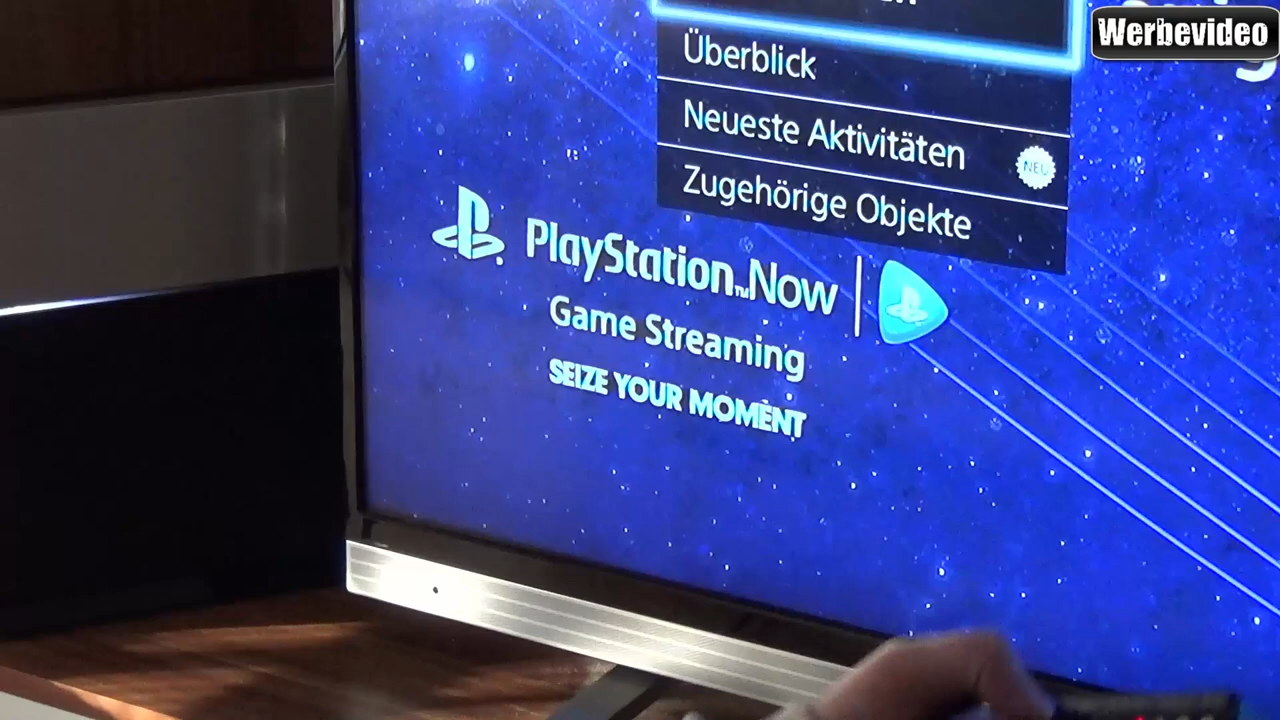 Werbevideo
Überblick
Neueste Aktivitäten
NEU
Zugehörige Objekte
PlayStation™Now
Game Streaming
SEIZE YOUR MOMENT